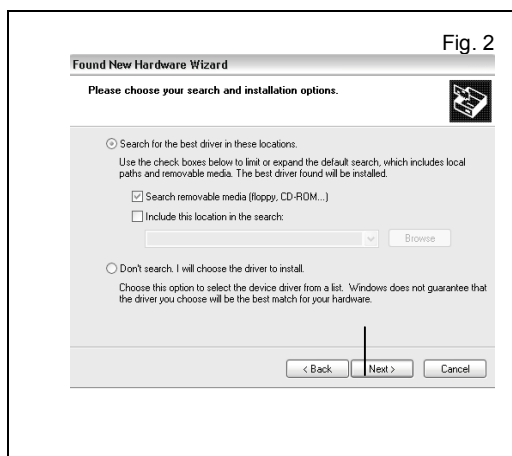 Fig. 2
Found New Hardware Wizard
Please choose your search and installation options.
Search for the best driver in these locations.
Use the check boxes below to limit or expand the default search, which includes local
paths and removable media. The best driver found will be installed.
Search removable media (floppy, CD-ROM...)
Include this location in the search:
Browse
Don't search. I will choose the driver to install.
Choose this option to select the device driver from a list. Windows does not guarantee that
the driver you choose will be the best match for your hardware.
< Back Next > Cancel